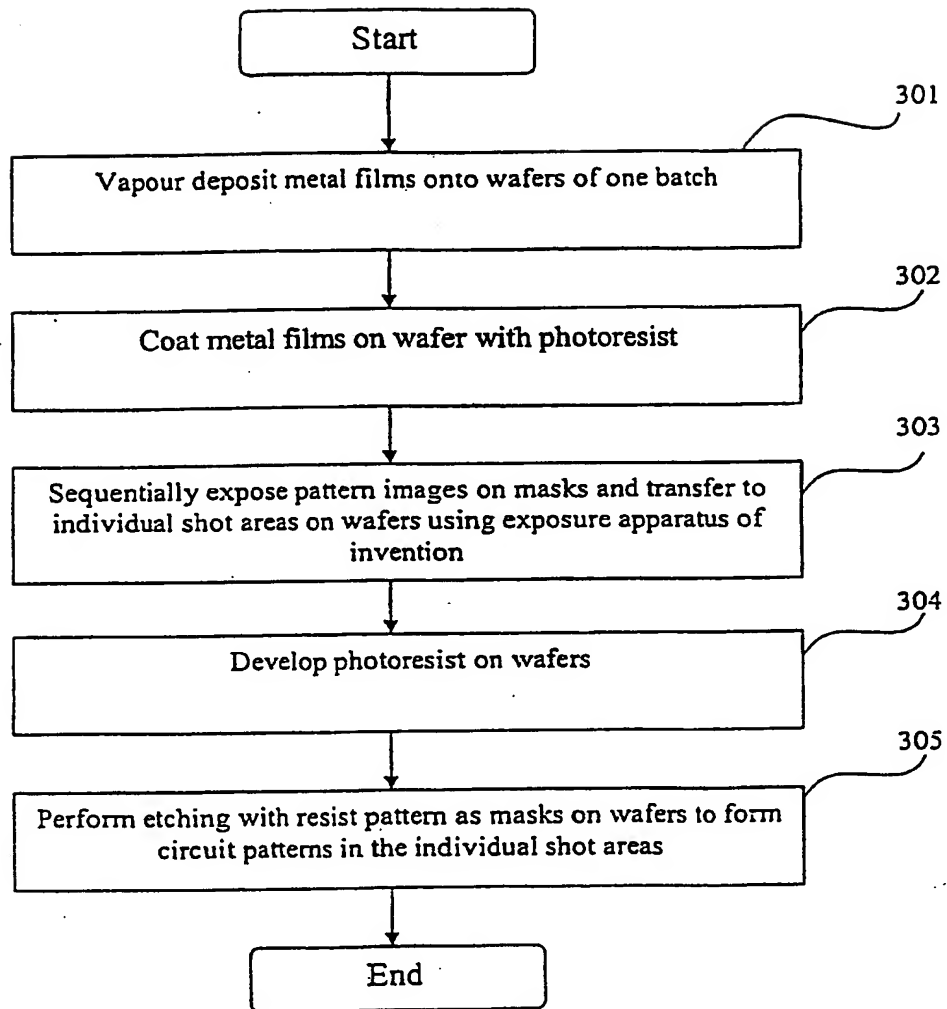 Start
301
Vapour deposit metal films onto wafers of one batch
302
Coat metal films on wafer with photoresist
303
Sequentially expose pattern images on masks and transfer to
individual shot areas on wafers using exposure apparatus of
invention
304
Develop photoresist on wafers
305
Perform etching with resist pattern as masks on wafers to form
circuit patterns in the individual shot areas
End